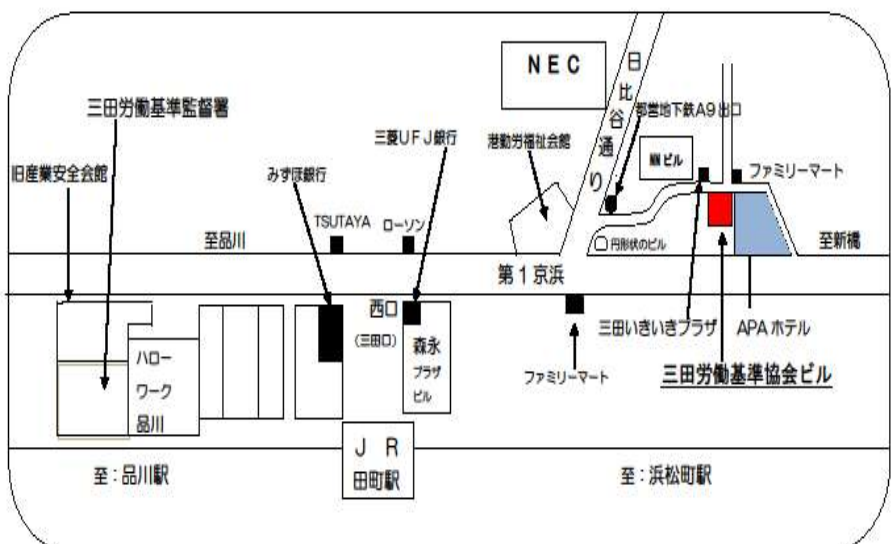 NEC
日比谷通り
三田労働基準監督署
都営地下鉄A9出口
三菱UFJ銀行
港勤労福祉会館
NNビル
旧産業安全会館
みずほ銀行
ファミリーマート
TSUTAYA
ローソン
至品川
円形状のビル
至新橋
第1京浜
西口
(三田口)
三田いきいきプラザ
APAホテル
森永
プラザ
ビル
ハロー
ワーク
品川
ファミリーマート
三田労働基準協会ビル
JR
田町駅
至:品川駅
至:浜松町駅